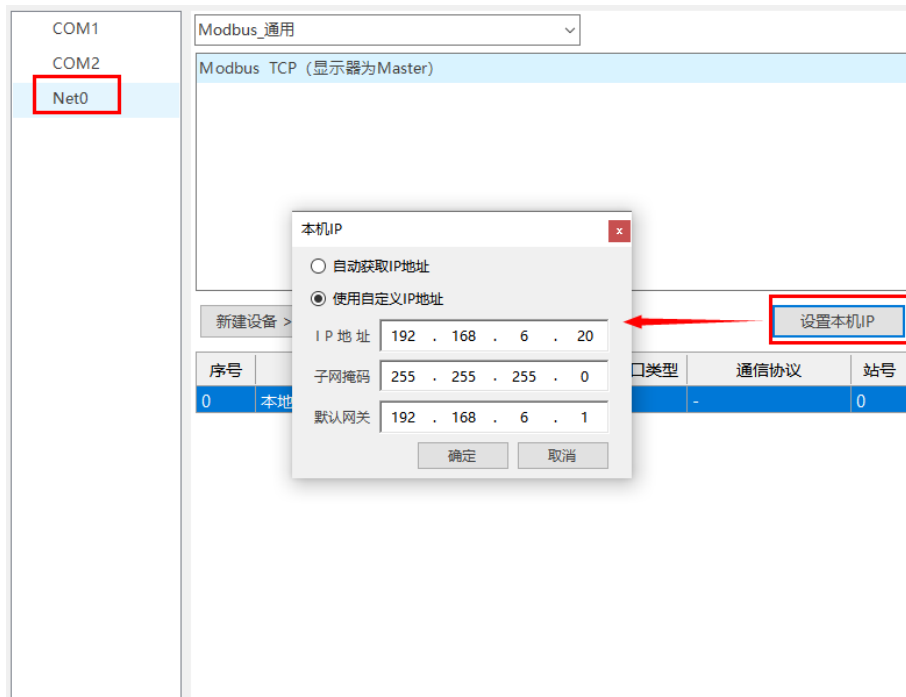 COM1
COM2
Net0
Modbus_通用
Modbus TCP (显示器为Master)
本机IP
x
自动获取IP地址
使用自定义IP地址
IP地址 192 . 168 . 6 . 20
子网掩码 255 . 255 . 255 . 0
默认网关 192 . 168 . 6 . 1
确定 取消
新建设备 >
设置本机IP
序号 口类型 通信协议 站号
0 本地 - 0